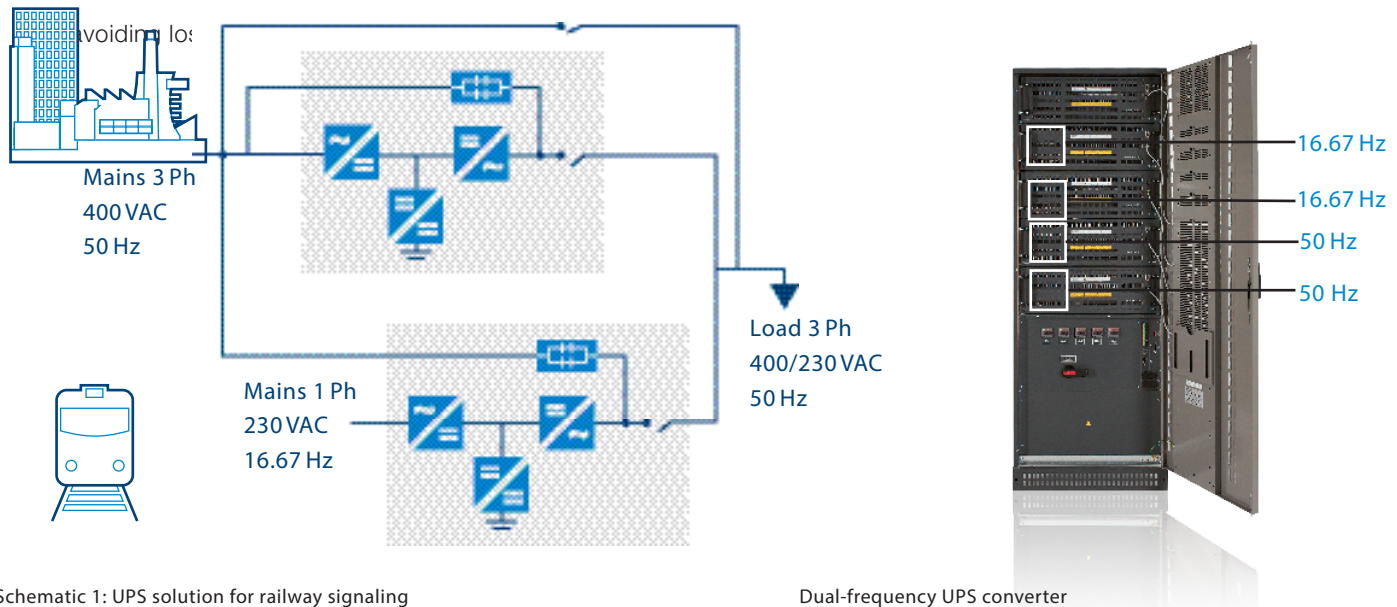 avoiding
Mains 3 Ph
400 VAC
50 Hz
Mains 1 Ph
230 VAC
16.67 Hz
Load 3 Ph
400/230 VAC
50 Hz
16.67 Hz
16.67 Hz
50 Hz
50 Hz
Schematic 1: UPS solution for railway signaling
Dual-frequency UPS converter